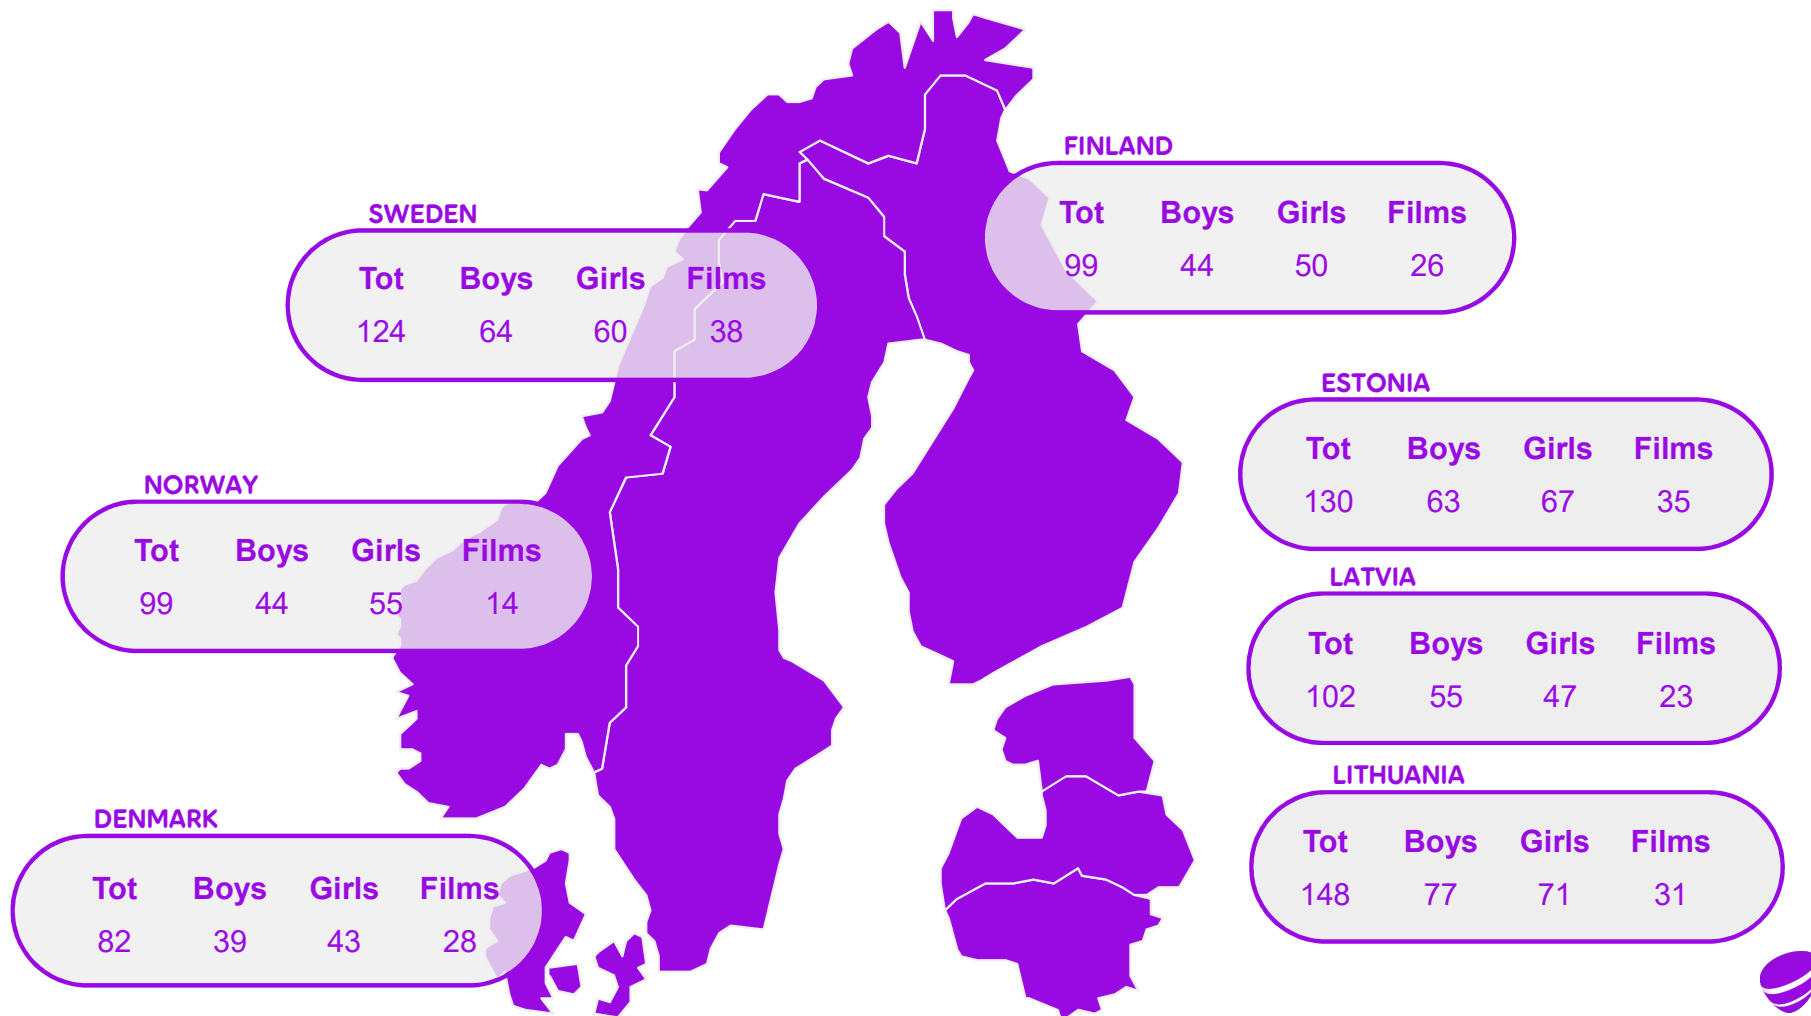 FINLAND
Tot Boys Girls Films
99 44 50 26
SWEDEN
Tot Boys Girls Films
124 64 60 38
ESTONIA
Tot Boys Girls Films
130 63 67 35
NORWAY
Tot Boys Girls Films
99 44 55 14
LATVIA
Tot Boys Girls Films
102 55 47 23
LITHUANIA
Tot Boys Girls Films
148 77 71 31
DENMARK
Tot Boys Girls Films
82 39 43 28